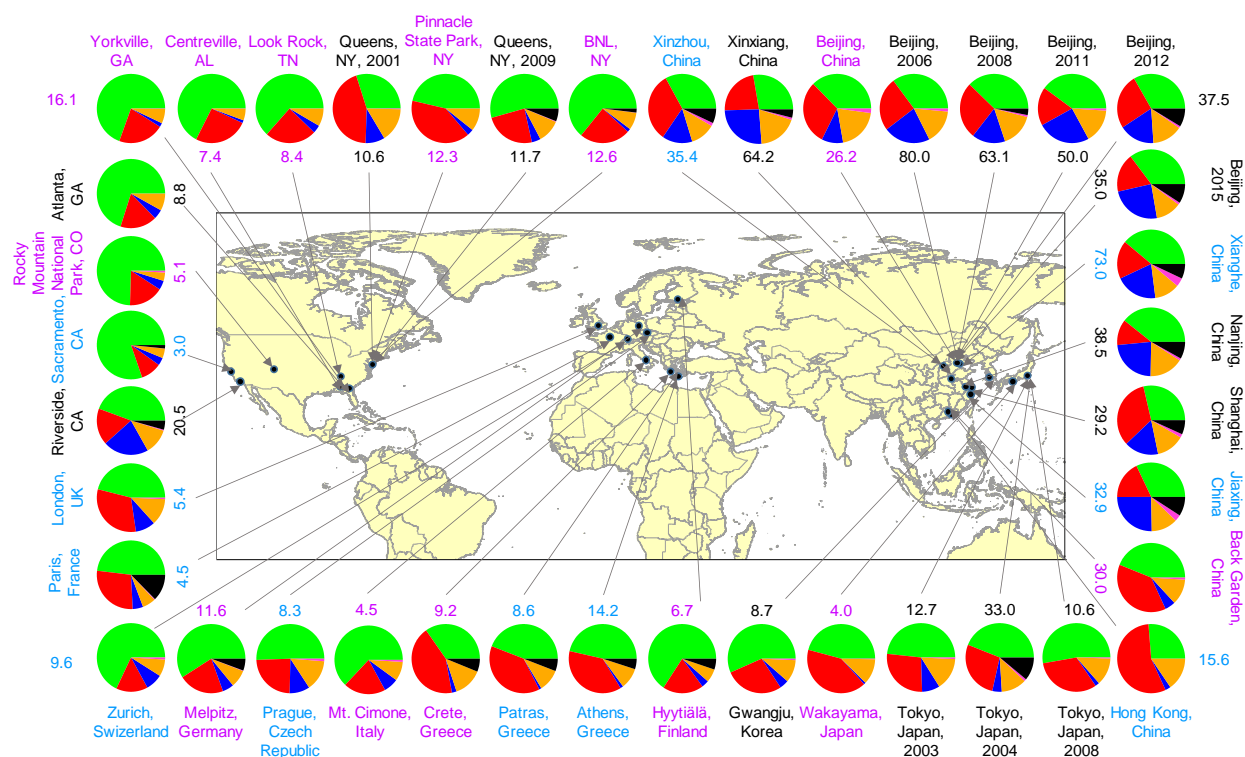 Yorkville,
GA
Centreville,
AL
Look Rock,
TN
Queens,
NY, 2001
Pinnacle
State Park,
NY
Queens,
NY, 2009
BNL,
NY
Xinzhou,
China
Xinxiang,
China
Beijing,
China
Beijing,
2006
Beijing,
2008
Beijing,
2011
Beijing,
2012
16.1
7.4
8.4
10.6
12.3
11.7
12.6
35.4
64.2
26.2
80.0
63.1
50.0
37.5
Atlanta,
GA
8.8
Rocky
Mountain
National
Park, CO
5.1
Sacramento,
CA
3.0
Riverside,
CA
20.5
London,
UK
5.4
Paris,
France
4.5
35.0
Beijing,
2015
73.0
Xianghe,
China
38.5
Nanjing,
China
29.2
Shanghai,
China
32.9
Jiaxing,
China
30.0
Back Garden,
China
9.6
11.6
8.3
4.5
9.2
8.6
14.2
6.7
8.7
4.0
12.7
33.0
10.6
15.6
Zurich,
Swizerland
Melpitz,
Germany
Prague,
Czech
Republic
Mt. Cimone,
Italy
Crete,
Greece
Patras,
Greece
Athens,
Greece
Hyytiälä,
Finland
Gwangju,
Korea
Wakayama,
Japan
Tokyo,
Japan,
2003
Tokyo,
Japan,
2004
Tokyo,
Japan,
2008
Hong Kong,
China